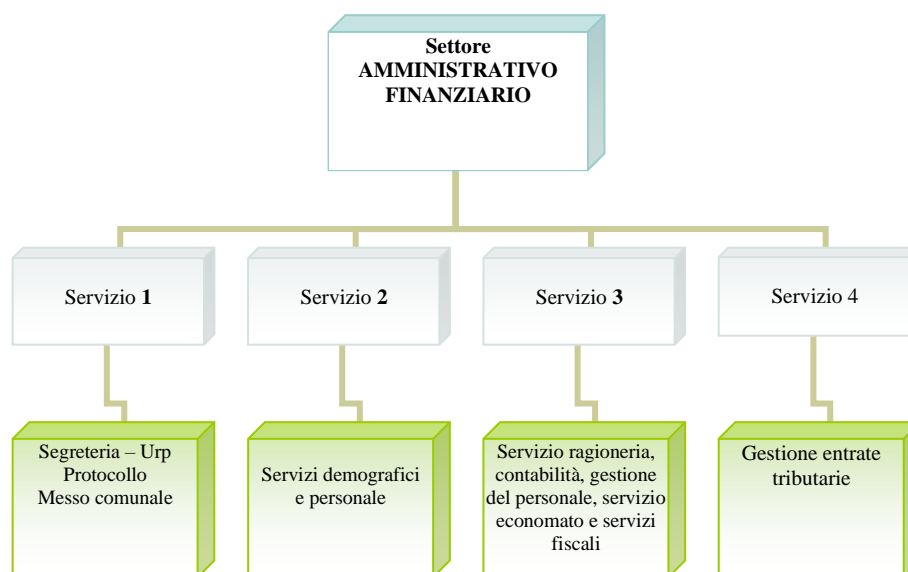 Settore
AMMINISTRATIVO
FINANZIARIO
Servizio 1
Servizio 2
Servizio 3
Servizio 4
Segreteria – Urp
Protocollo
Messo comunale
Servizi demografici
e personale
Servizio ragioneria,
contabilità, gestione
del personale, servizio
economato e servizi
fiscali
Gestione entrate
tributarie